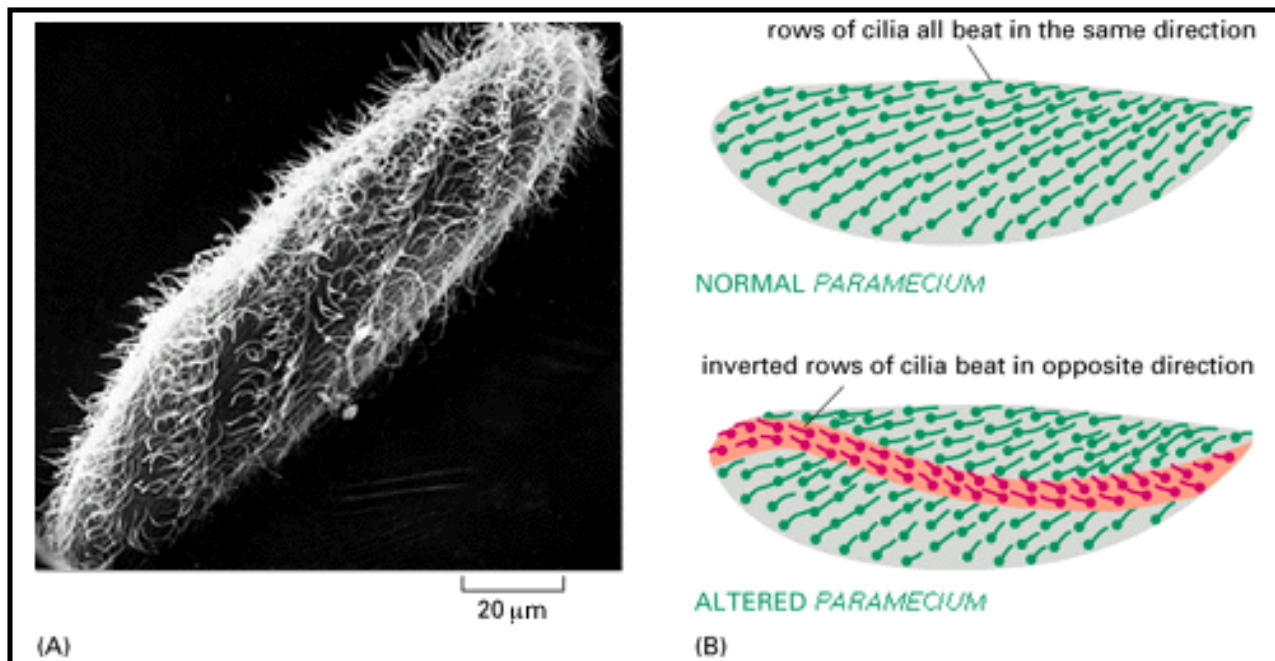 rows of cilia all beat in the same direction
NORMAL PARAMECIUM
inverted rows of cilia beat in opposite direction
ALTERED PARAMECIUM
20 μm
(A)
(B)